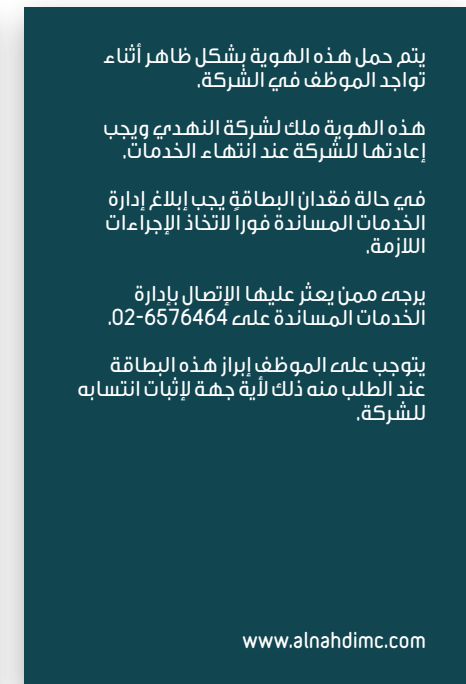 يتم حمل هذه الهوية بشكل ظاهر أثناء
تواجد الموظف في الشركة.
هذه الهوية ملك لشركة النهدي ويجب
إعادتها للشركة عند انتهاء الخدمات.
في حالة فقدان البطاقة يجب إبلاغ إدارة
الخدمات المساندة فوراً لاتخاذ الإجراءات
اللازمة.
يرجى ممن يعثر عليها الإتصال بإدارة
الخدمات المساندة على 6576464-02.
يتوجب على الموظف إبراز هذه البطاقة
عند الطلب منه ذلك لأية جهة لإثبات انتسابه
للشركة.
www.alnahdimc.com